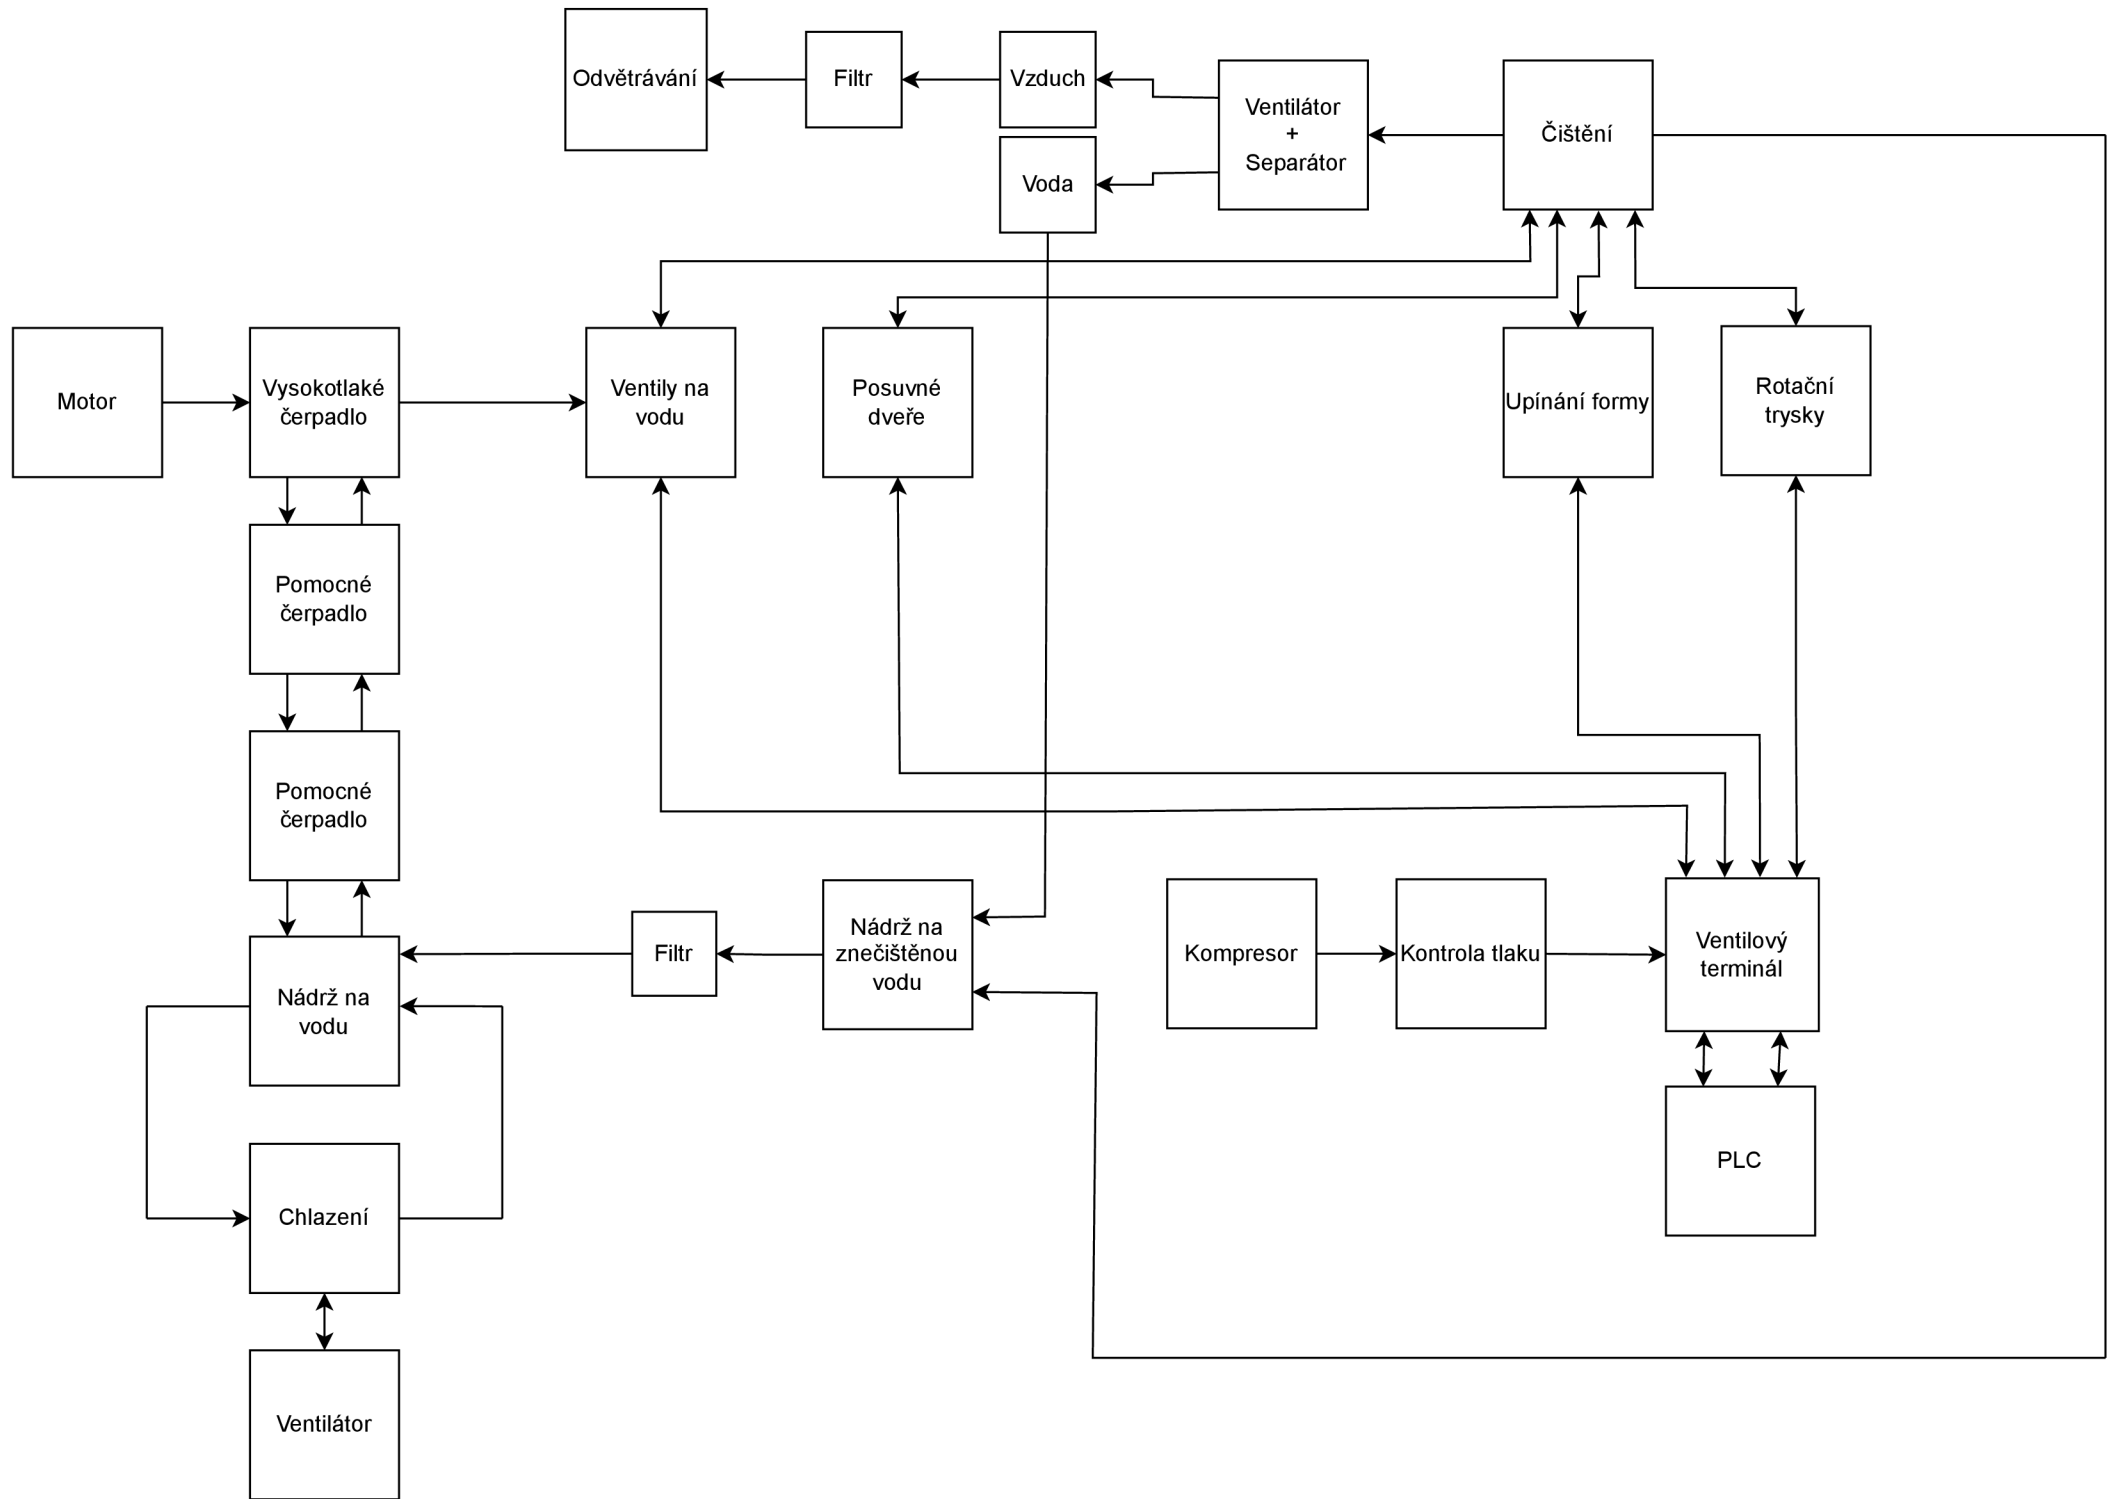 Odvětrávání
Filtr
Vzduch
Ventilátor
+
Separátor
Čištění
Voda
Motor
Vysokotlaké
čerpadlo
Ventily na
vodu
Posuvné
dveře
Upínání formy
Rotační
trysky
Pomocné
čerpadlo
Pomocné
čerpadlo
Nádrž na
vodu
Filtr
Nádrž na
znečištěnou
vodu
Kompresor
Kontrola tlaku
Ventilový
terminál
PLC
Chlazení
Ventilátor